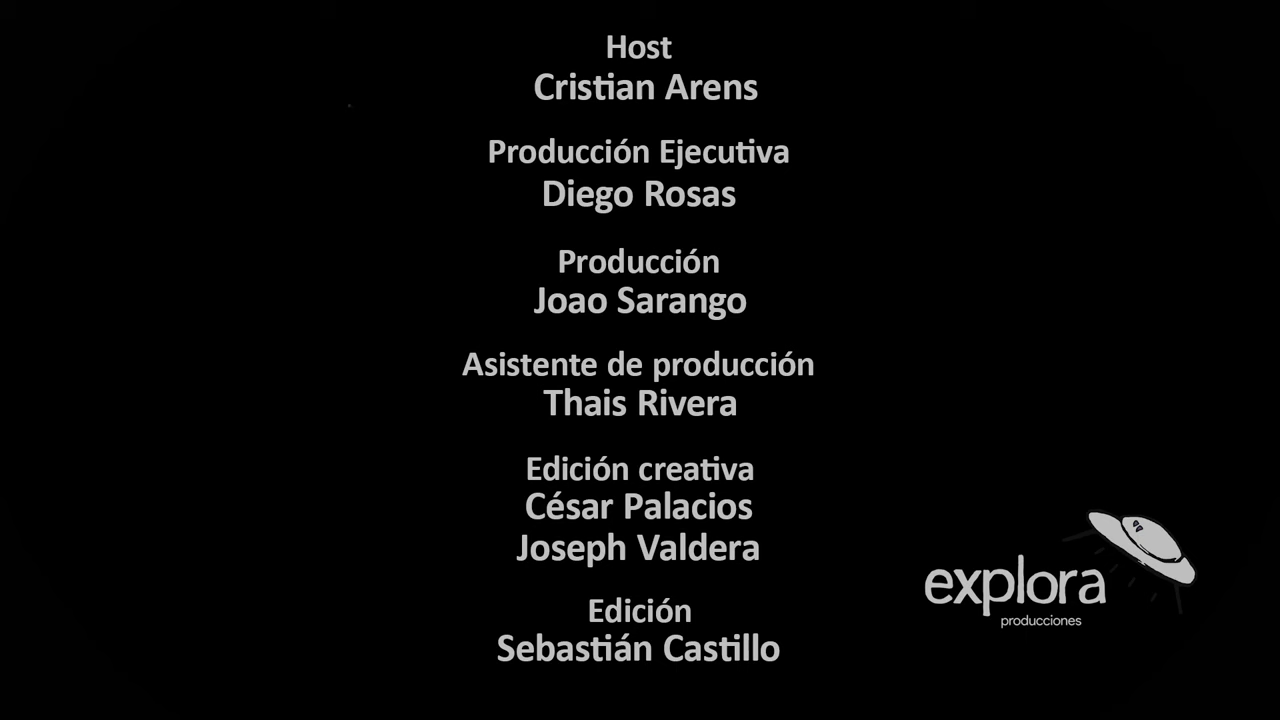 Host
Cristian Arens
Producción Ejecutiva
Diego Rosas
Producción
Joao Sarango
Asistente de producción
Thais Rivera
Edición creativa
César Palacios
Joseph Valdera
Edición
Sebastián Castillo
explora
producciones